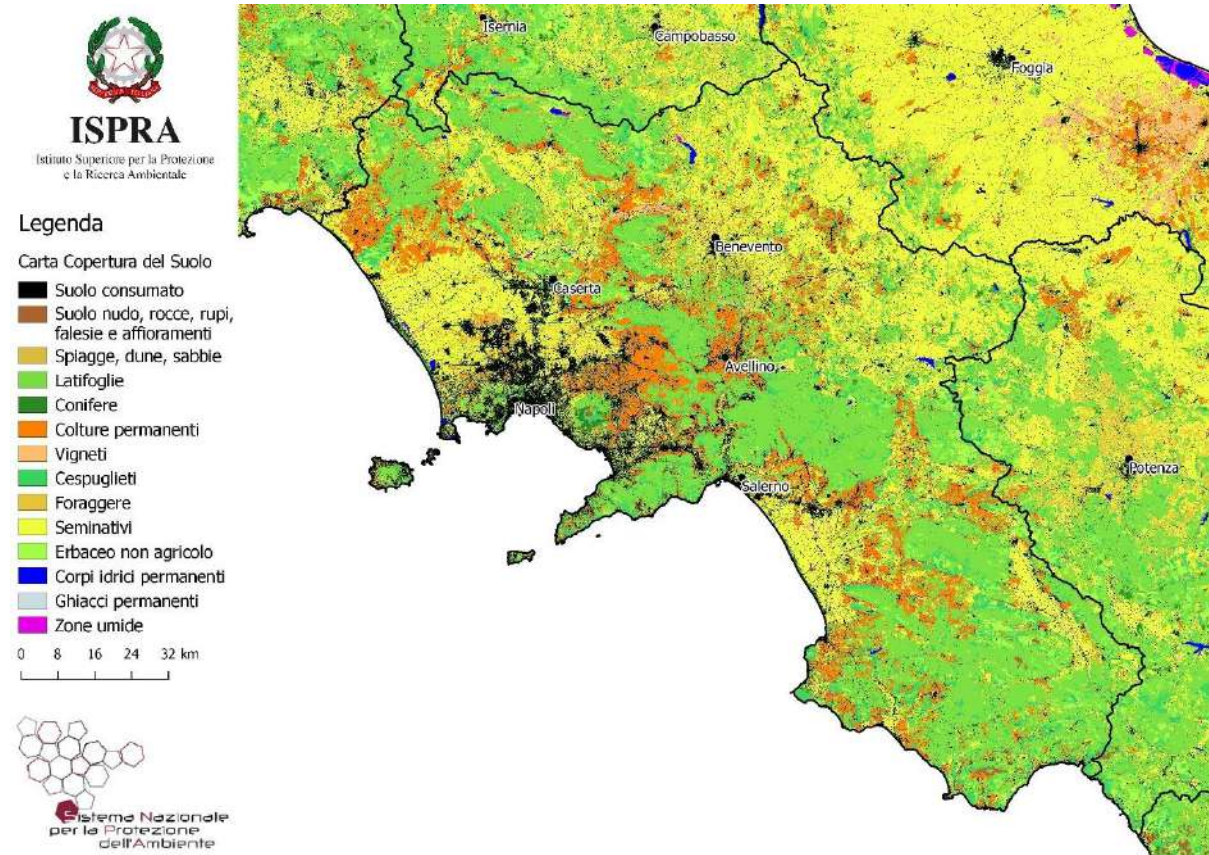 ISPRA
Istituto Superiore per la Protezione
e la Ricerca Ambientale
Legenda
Carta Copertura del Suolo
Suolo consumato
Suolo nudo, rocce, rupi,
falesie e affioramenti
Spiagge, dune, sabbie
Latifoglie
Conifere
Colture permanenti
Vigneti
Cespuglieti
Foraggere
Seminativi
Erbaceo non agricolo
Corpi idrici permanenti
Ghiacci permanenti
Zone umide
0 8 16 24 32 km
Sistema Nazionale
per la Protezione
dell'Ambiente
Isernia
Campobasso
Foggia
Benevento
Caserta
Avellino
Napoli
Salerno
Potenza